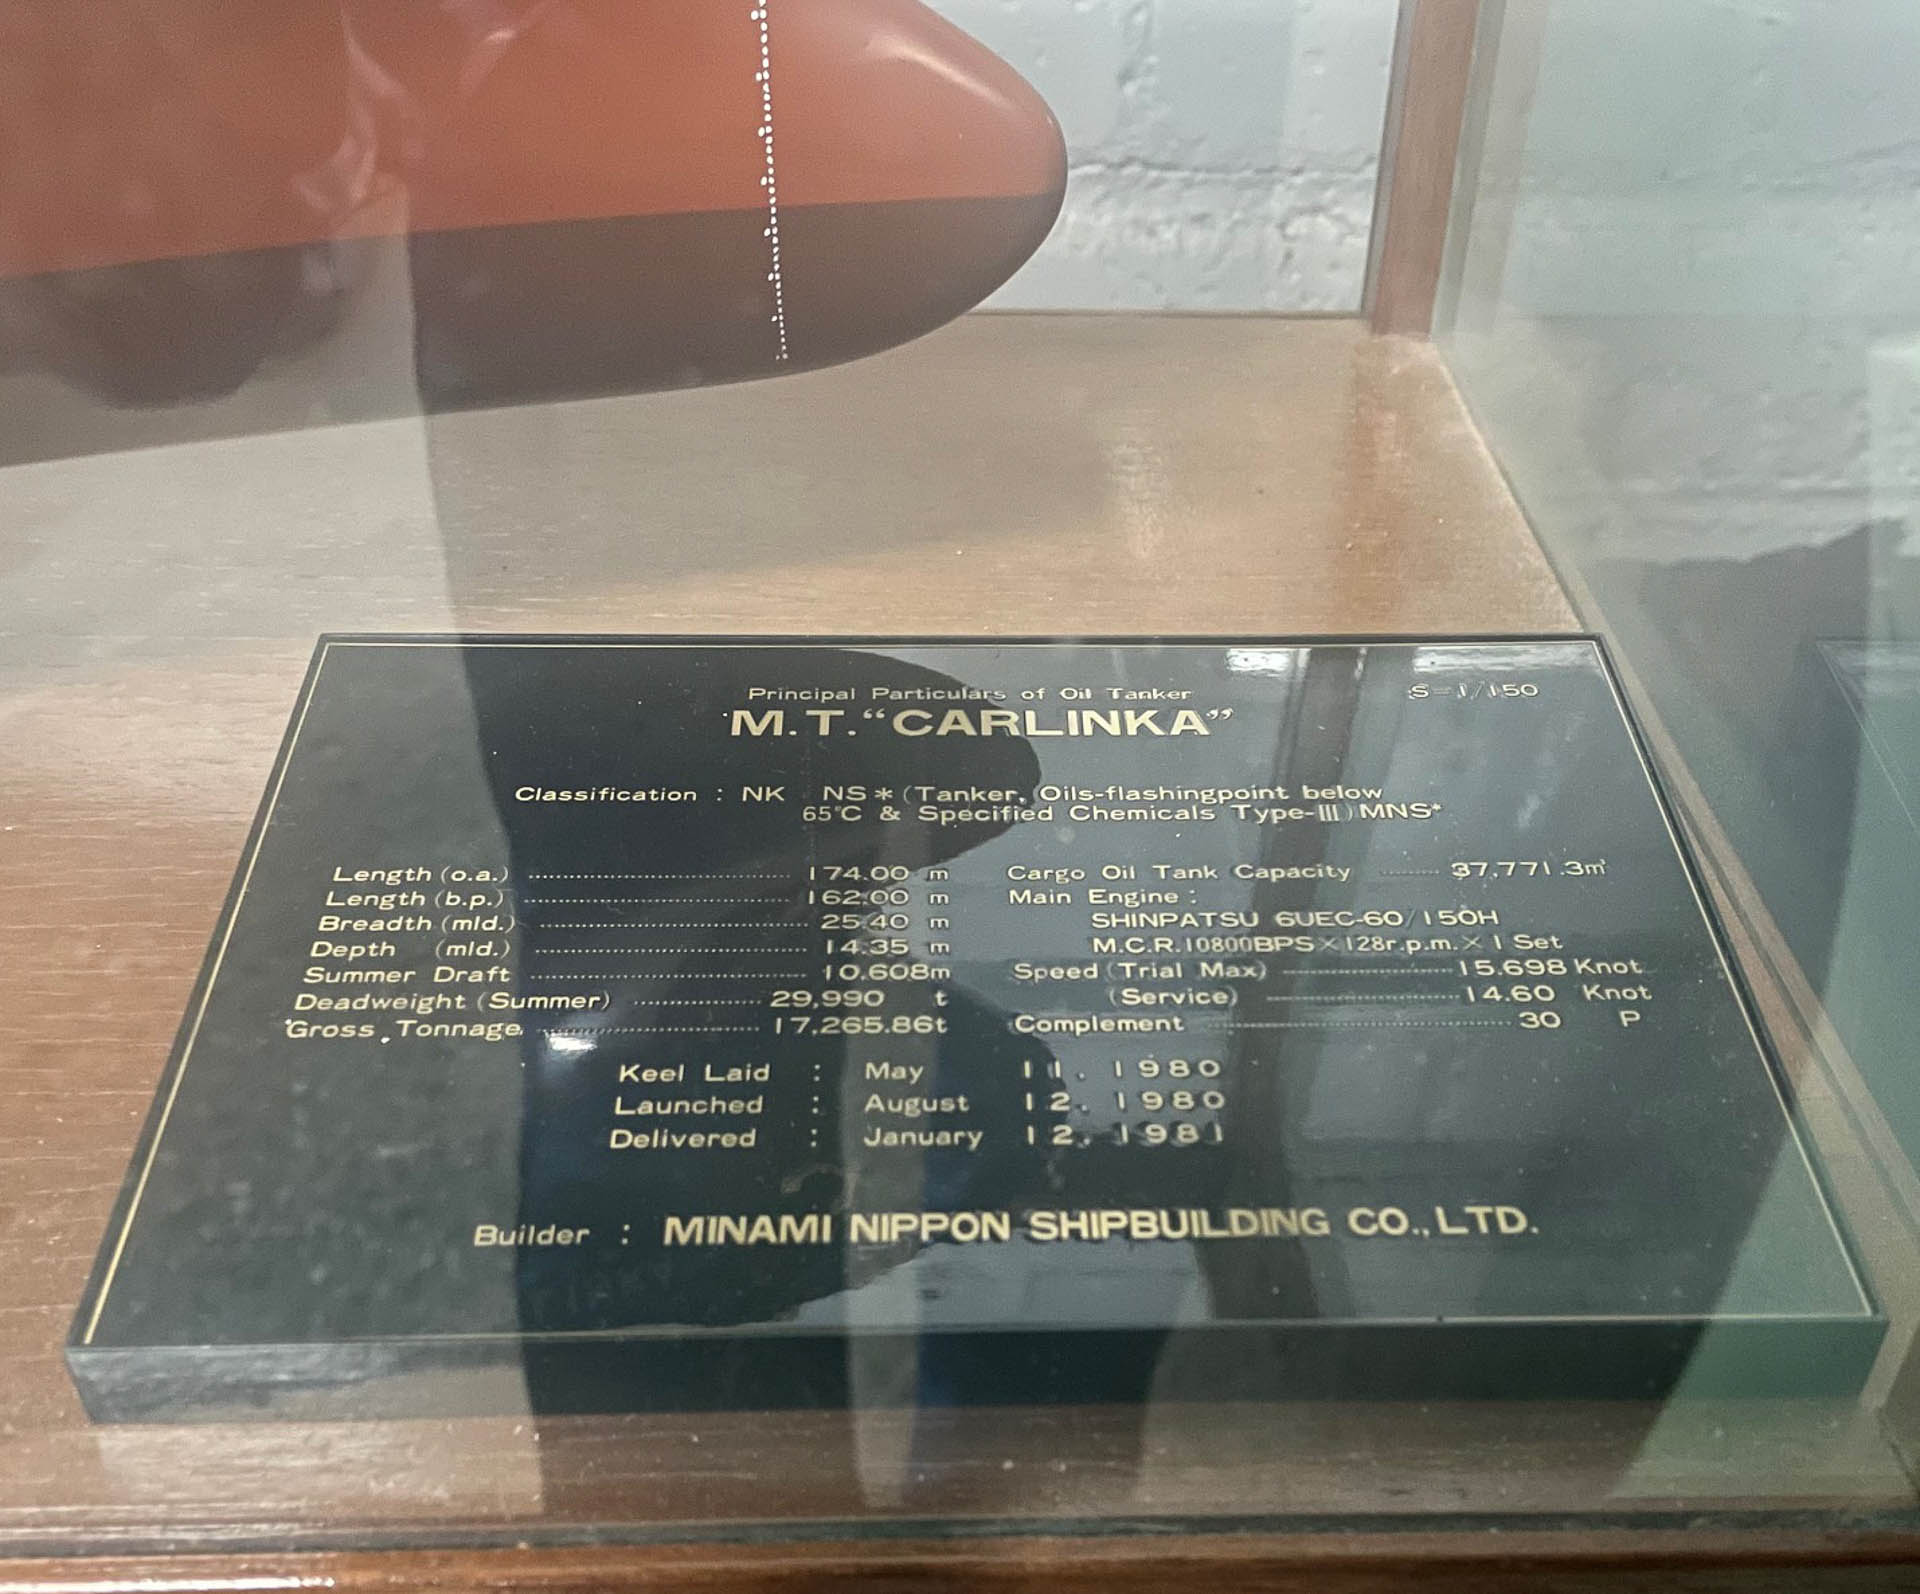 Principal Particulars of Oil Tanker S=1/150
M.T. “CARLINKA”
Classification : NK NS* (Tanker, Oils-flashingpoint below
65°C & Specified Chemicals Type-III) MNS*
Length (o.a.) 174.00 m
Length (b.p.) 162.00 m
Breadth (mld.) 25.40 m
Depth (mld.) 14.35 m
Summer Draft 10.608m
Deadweight (Summer) 29,990 t
Gross Tonnage 17,265.86t
Cargo Oil Tank Capacity 37,771.3m³
Main Engine :
SHINPATSU 6UEC-60/150H
M.C.R.10800BPS×128r.p.m.×1 Set
Speed (Trial Max) 15.698 Knot
(Service) 14.60 Knot
Complement 30 P
Keel Laid : May 11. 1980
Launched : August 12. 1980
Delivered : January 12. 1981
Builder : MINAMI NIPPON SHIPBUILDING CO., LTD.